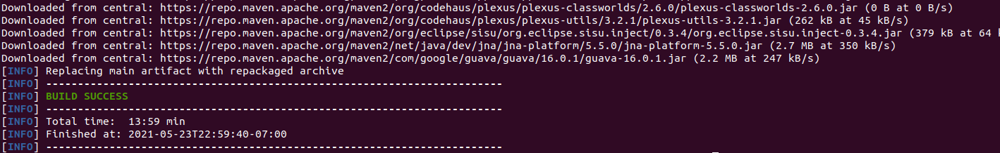 Downloaded from central: https://repo.maven.apache.org/maven2/org/codehaus/plexus/plexus-classworlds/2.6.0/plexus-classworlds-2.6.0.jar (0 B at 0 B/s)
Downloaded from central: https://repo.maven.apache.org/maven2/org/codehaus/plexus/plexus-utils/3.2.1/plexus-utils-3.2.1.jar (262 kB at 45 kB/s)
Downloaded from central: https://repo.maven.apache.org/maven2/org/eclipse/sisu/org.eclipse.sisu.inject/0.3.4/org.eclipse.sisu.inject-0.3.4.jar (379 kB at 64 k
Downloaded from central: https://repo.maven.apache.org/maven2/net/java/dev/jna/jna-platform/5.5.0/jna-platform-5.5.0.jar (2.7 MB at 350 kB/s)
Downloaded from central: https://repo.maven.apache.org/maven2/com/google/guava/guava/16.0.1/guava-16.0.1.jar (2.2 MB at 247 kB/s)
[INFO] Replacing main artifact with repackaged archive
[INFO] ------------------------------------------------------------------------
[INFO] BUILD SUCCESS
[INFO] ------------------------------------------------------------------------
[INFO] Total time:  13:59 min
[INFO] Finished at: 2021-05-23T22:59:40-07:00
[INFO] ------------------------------------------------------------------------